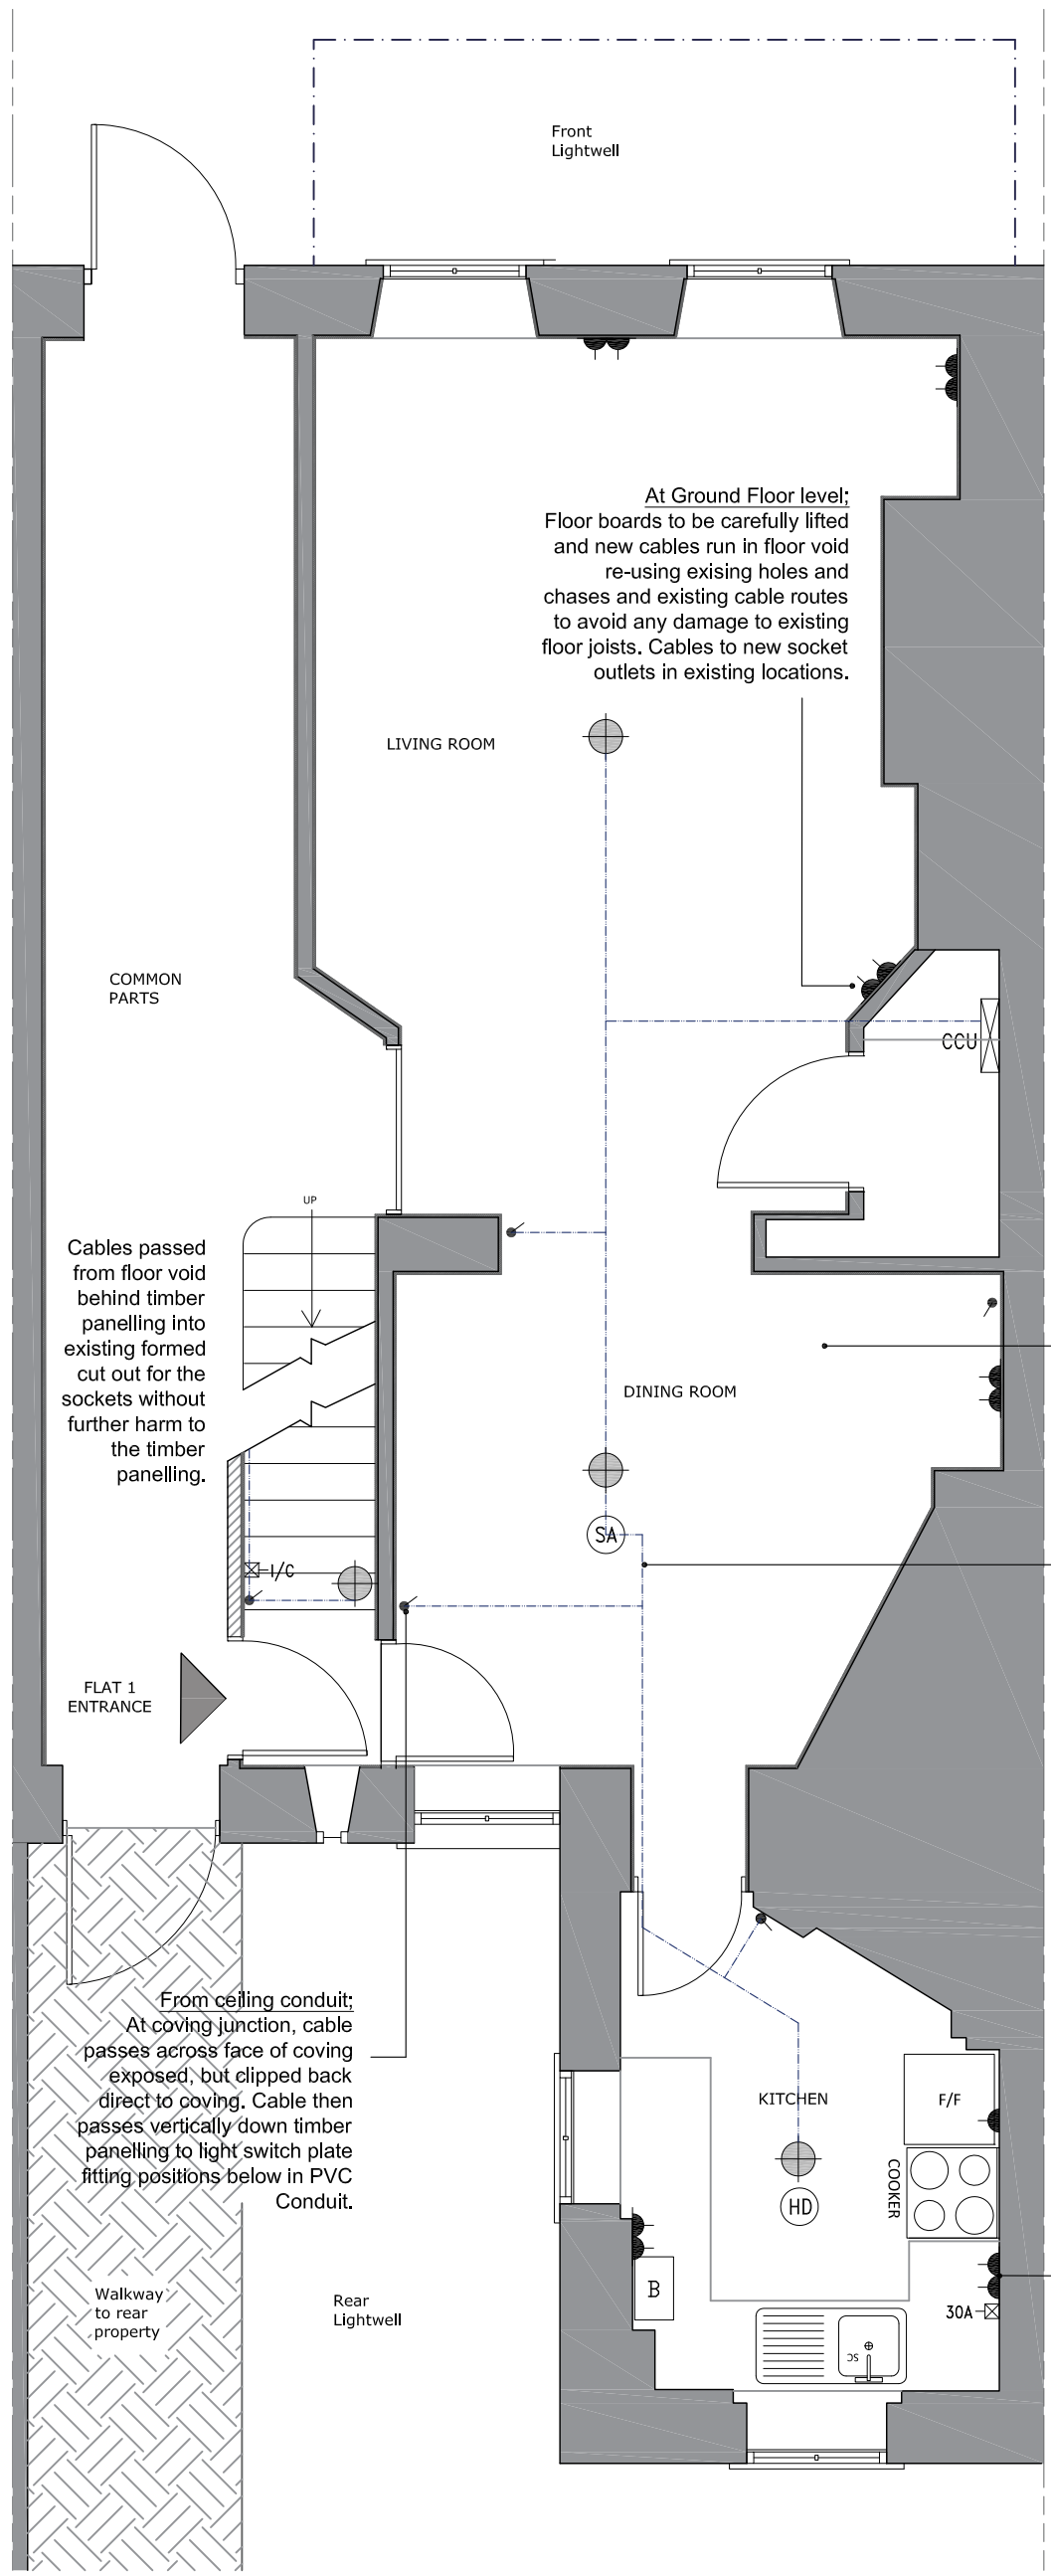 Front
Lightwell
At Ground Floor level;
Floor boards to be carefully lifted
and new cables run in floor void
re-using exising holes and
chases and existing cable routes
to avoid any damage to existing
floor joists. Cables to new socket
outlets in existing locations.
LIVING ROOM
COMMON
PARTS
CCU
UP
Cables passed
from floor void
behind timber
panelling into
existing formed
cut out for the
sockets without
further harm to
the timber
panelling.
DINING ROOM
SA
I/C
FLAT 1
ENTRANCE
From ceiling conduit;
At coving junction, cable
passes across face of coving
exposed, but clipped back
direct to coving. Cable then
passes vertically down timber
panelling to light switch plate
fitting positions below in PVC
Conduit.
KITCHEN
F/F
COOKER
HD
B
30A
SC
Walkway
to rear
property
Rear
Lightwell